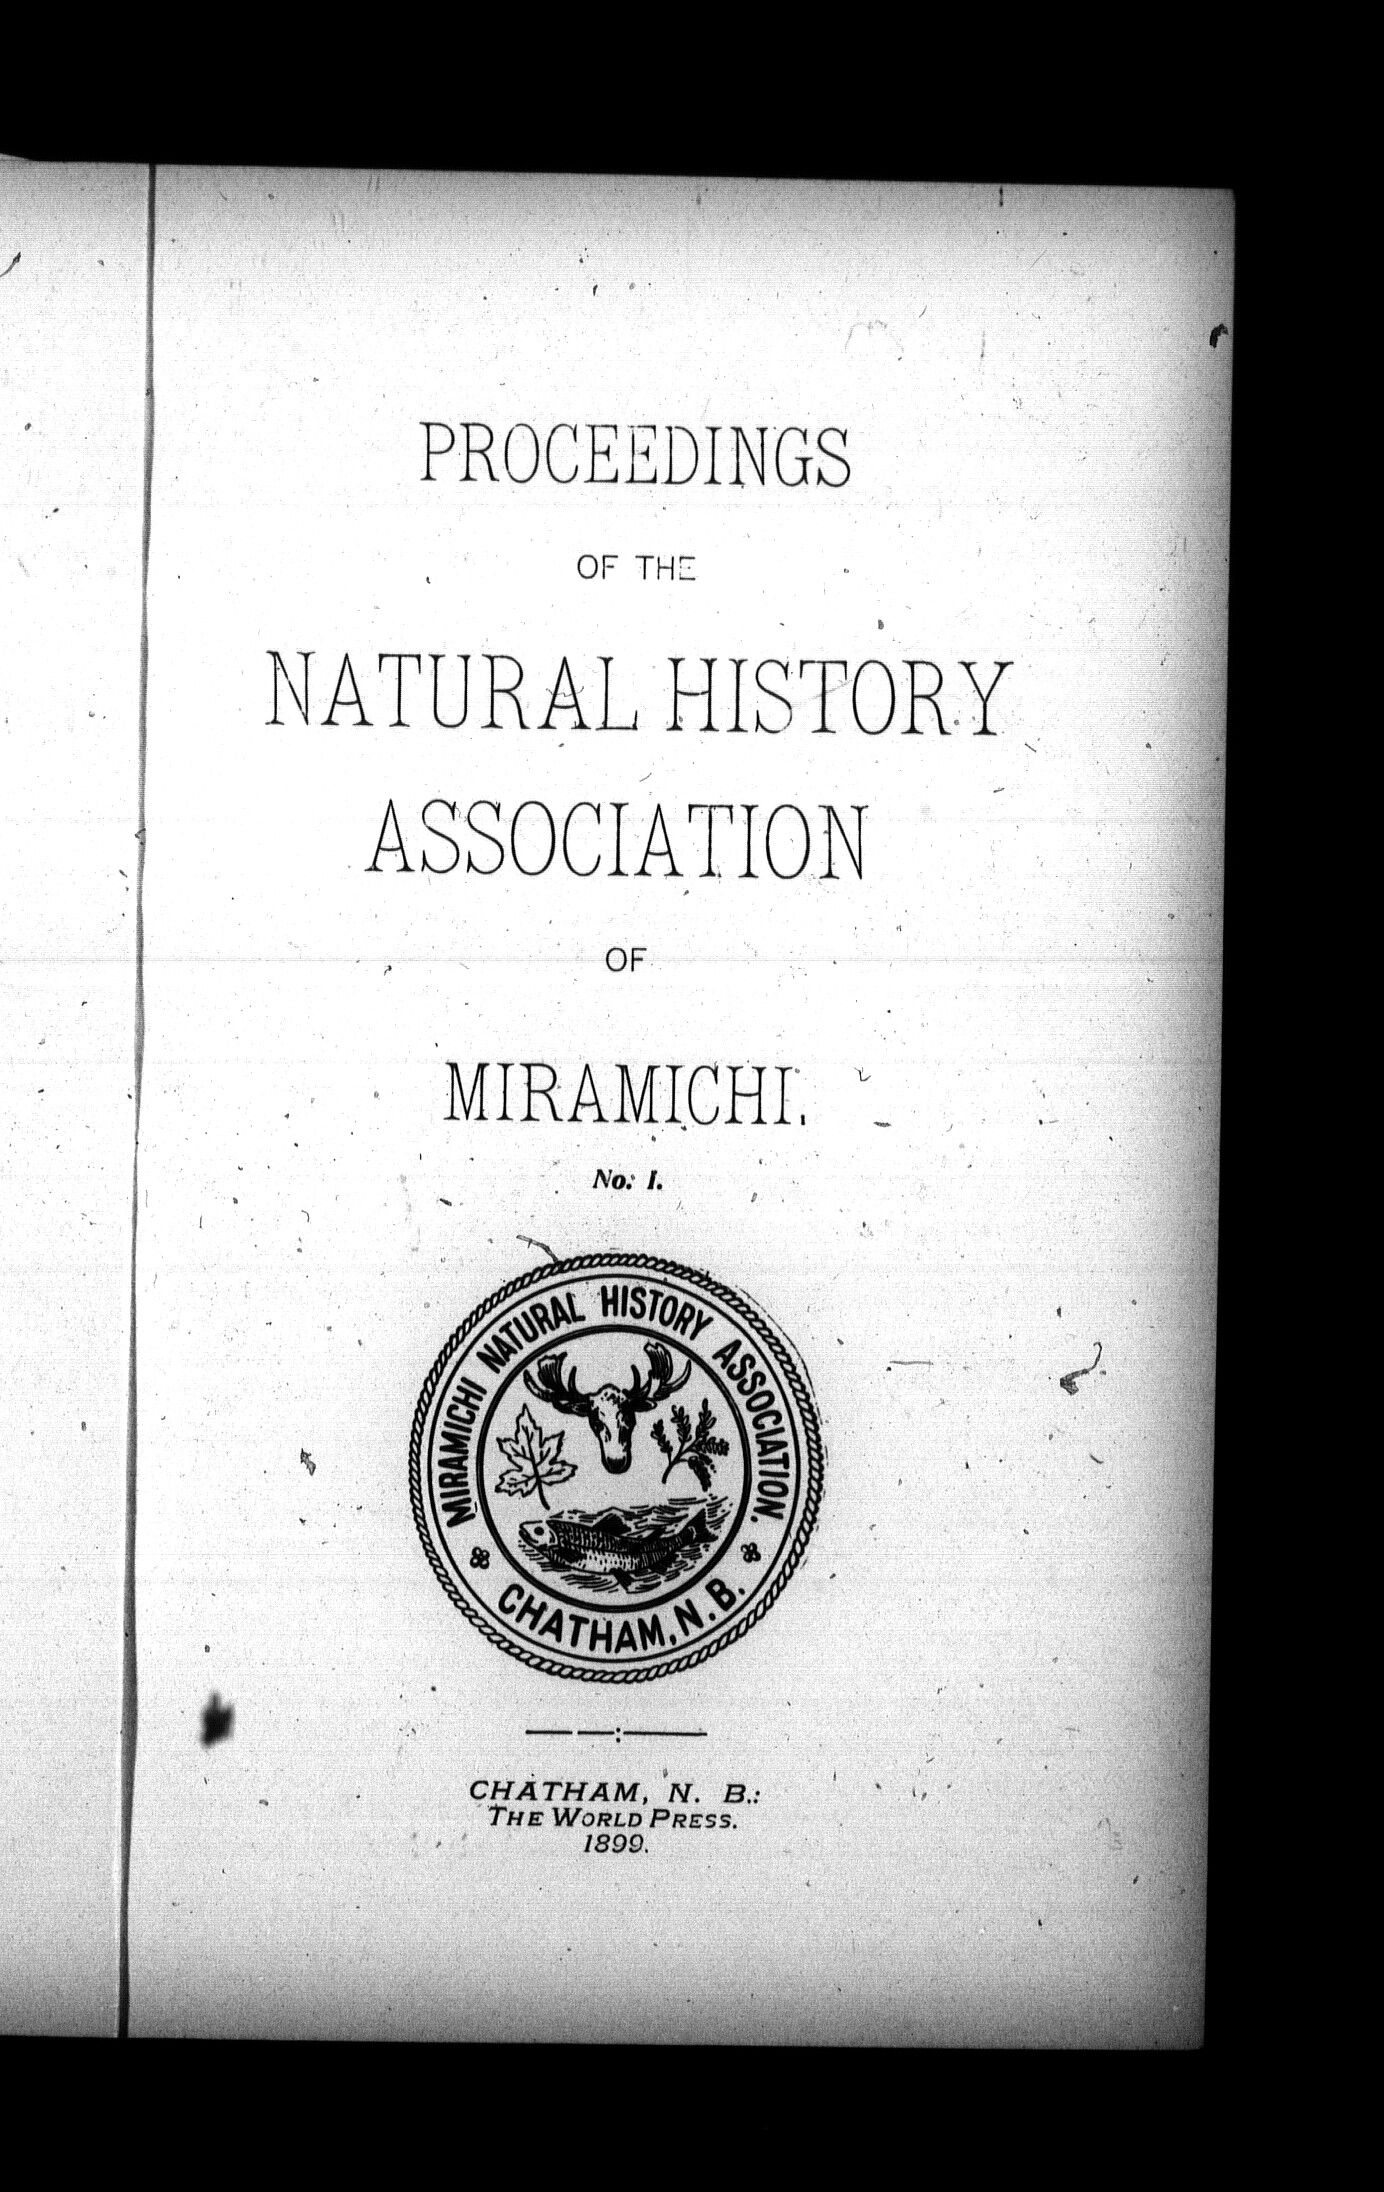 PROCEEDINGS
OF THE
NATURAL HISTORY
ASSOCIATION
OF
MIRAMICHI.
No. 1.
MIRAMICHI NATURAL HISTORY ASSOCIATION.
CHATHAM, N. B.
CHATHAM, N. B.:
THE WORLD PRESS.
1899.